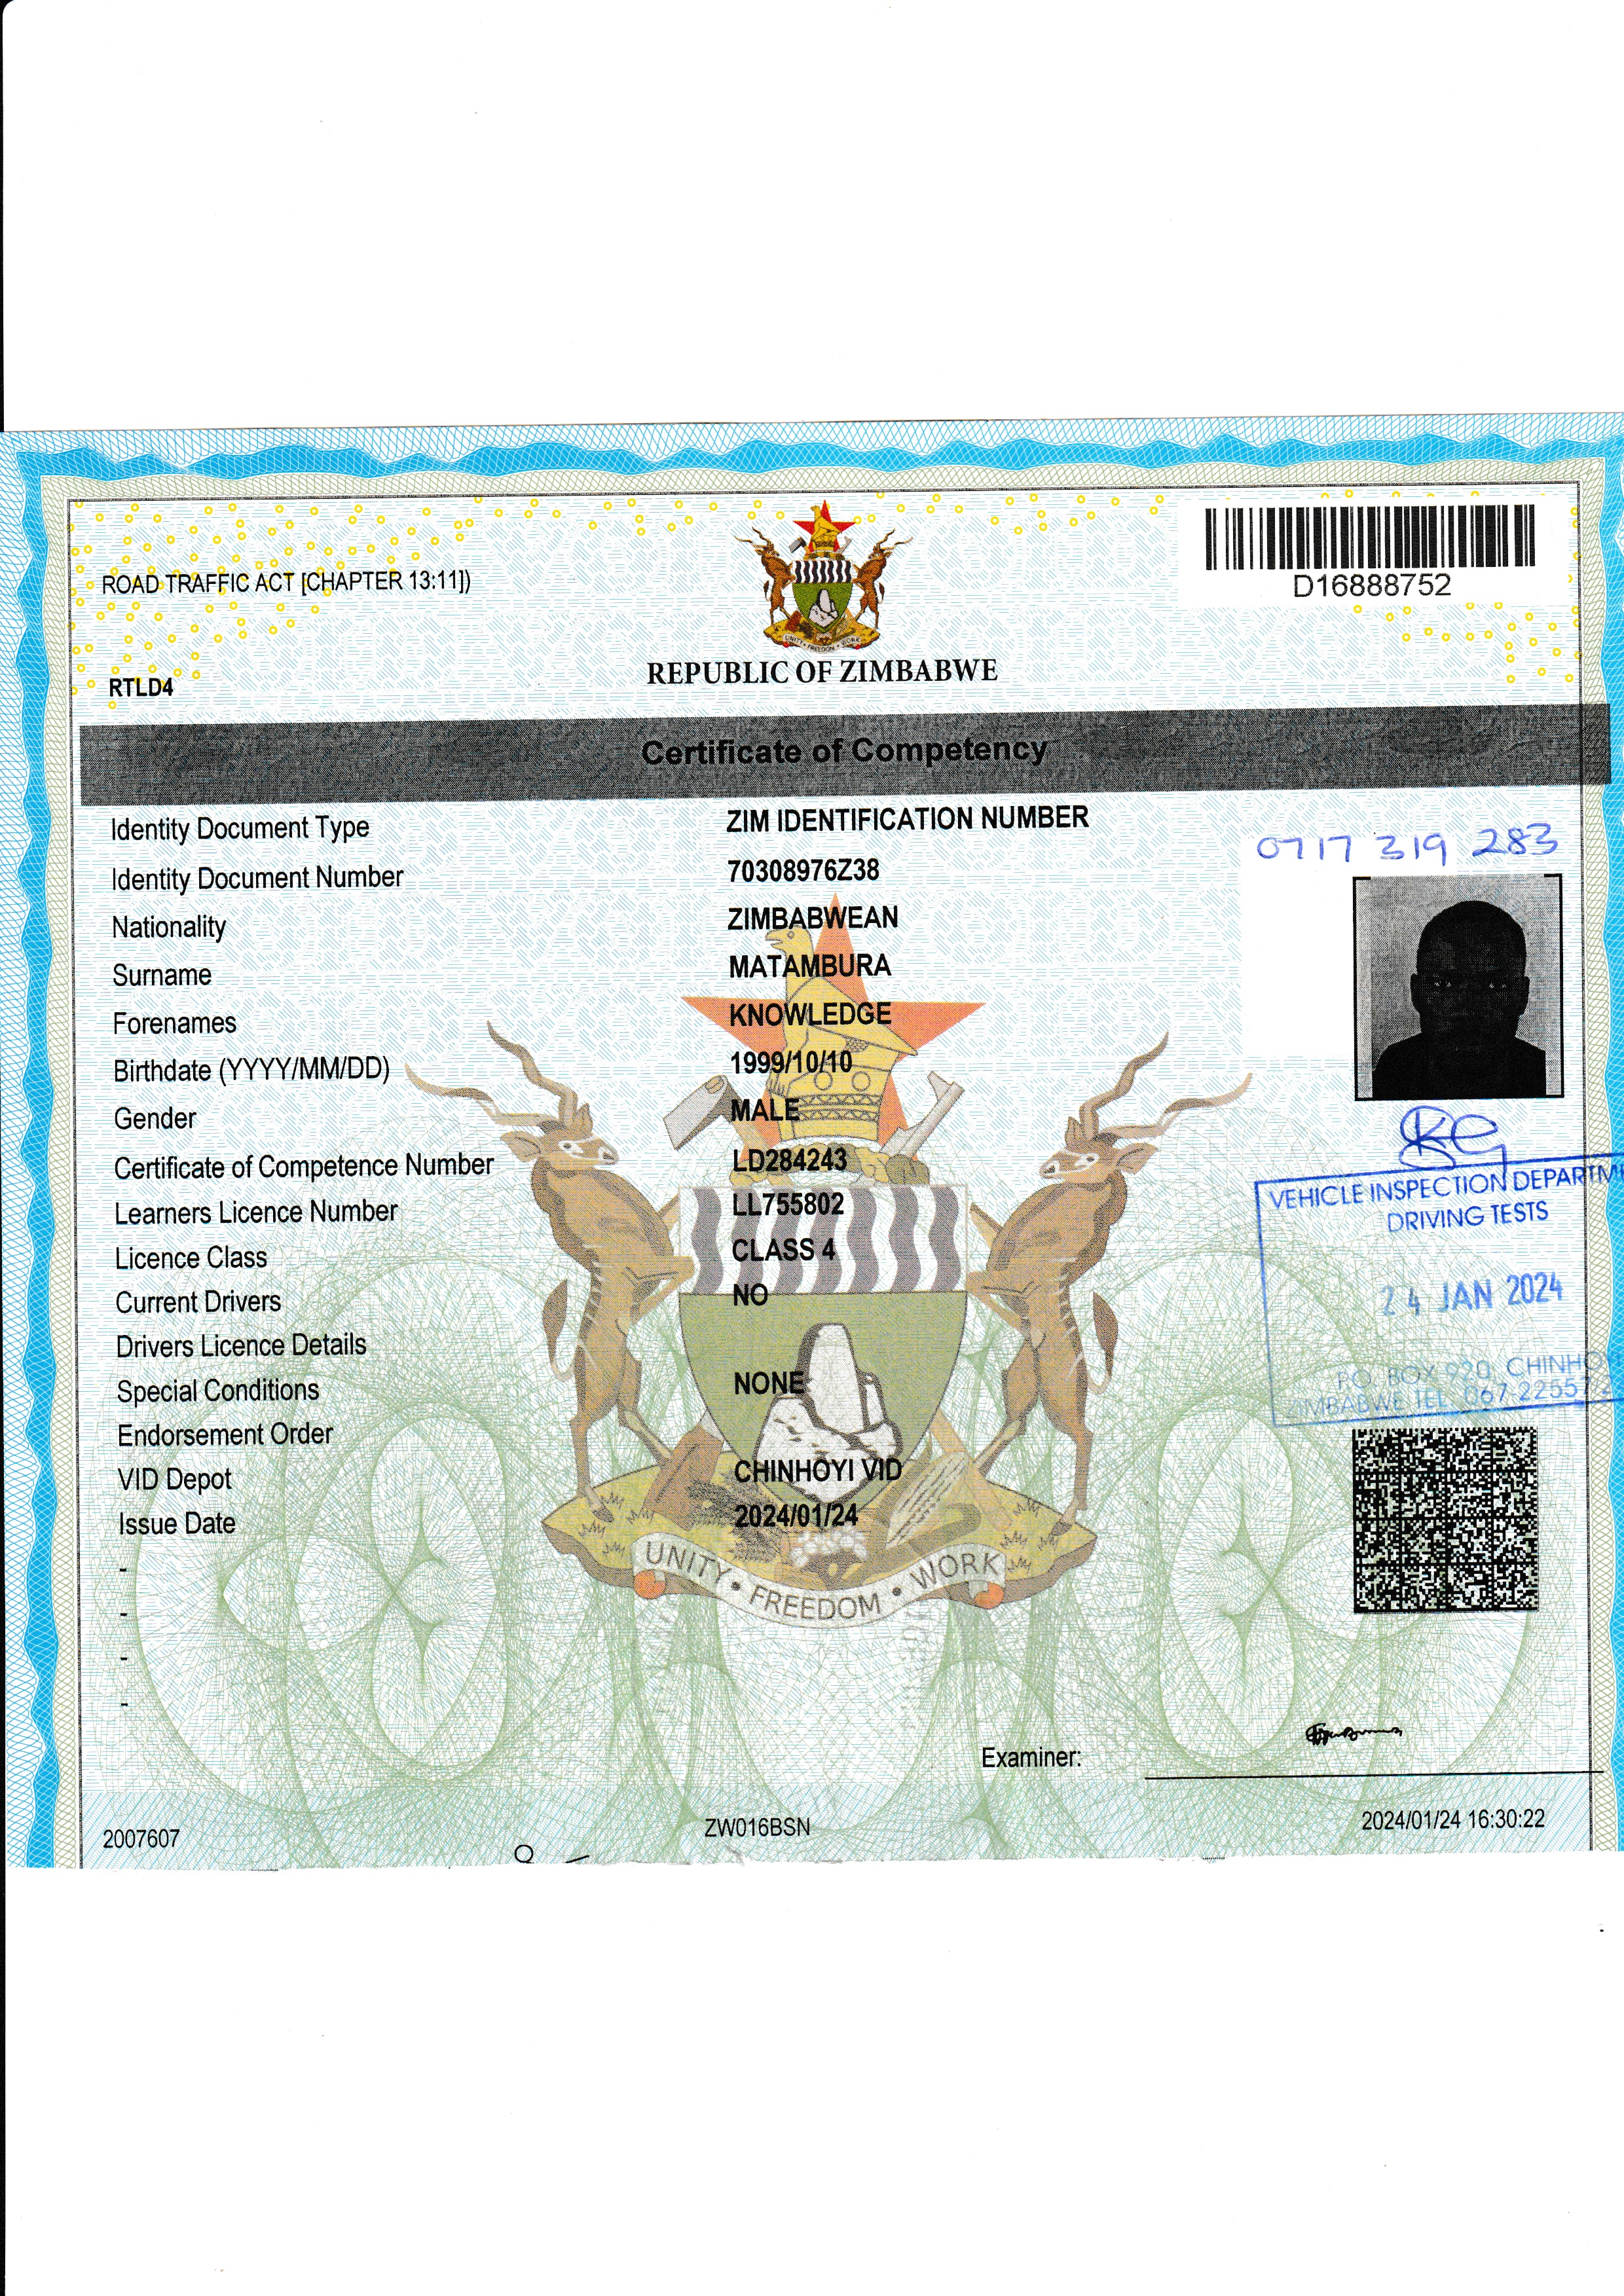 D16888752
ROAD TRAFFIC ACT [CHAPTER 13:11])
UNITY • FREEDOM • WORK
REPUBLIC OF ZIMBABWE
RTLD4
Certificate of Competency
Identity Document Type ZIM IDENTIFICATION NUMBER
0717 319 283
Identity Document Number 70308976Z38
Nationality ZIMBABWEAN
Surname MATAMBURA
Forenames KNOWLEDGE
Birthdate (YYYY/MM/DD) 1999/10/10
Gender MALE
Certificate of Competence Number LD284243
Learners Licence Number LL755802
Licence Class CLASS 4
Current Drivers NO
Drivers Licence Details
Special Conditions NONE
Endorsement Order
VID Depot CHINHOYI VID
Issue Date 2024/01/24
VEHICLE INSPECTION DEPARTM
DRIVING TESTS
24 JAN 2024
P.O. BOX 920, CHINHO
ZIMBABWE TEL: 067-2255
UNITY • FREEDOM • WORK
-
-
-
-
Examiner:
2007607 ZW016BSN 2024/01/24 16:30:22